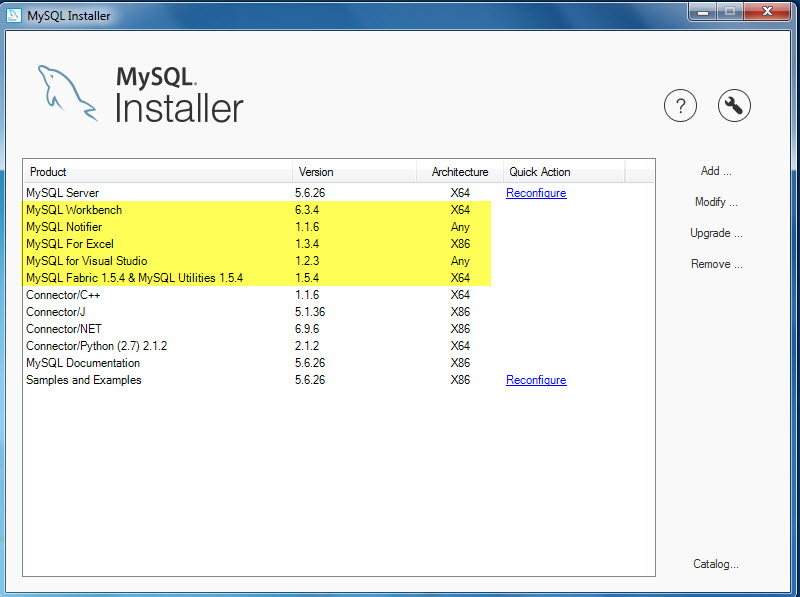 MySQL Installer
MySQL.
Installer
?
Product Version Architecture Quick Action
MySQL Server 5.6.26 X64 Reconfigure
MySQL Workbench 6.3.4 X64
MySQL Notifier 1.1.6 Any
MySQL For Excel 1.3.4 X86
MySQL for Visual Studio 1.2.3 Any
MySQL Fabric 1.5.4 & MySQL Utilities 1.5.4 1.5.4 X64
Connector/C++ 1.1.6 X64
Connector/J 5.1.36 X86
Connector/NET 6.9.6 X86
Connector/Python (2.7) 2.1.2 2.1.2 X64
MySQL Documentation 5.6.26 X86
Samples and Examples 5.6.26 X86 Reconfigure
Add ...
Modify ...
Upgrade ...
Remove ...
Catalog...